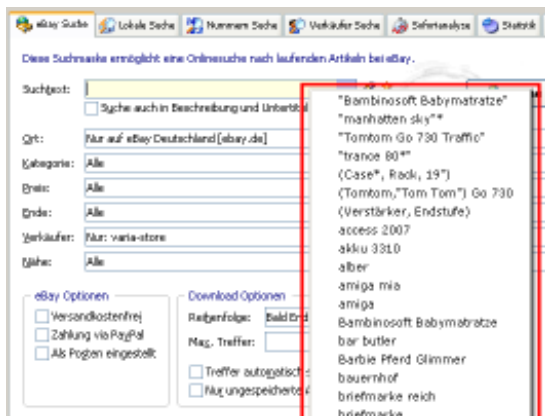 eBay Suche Lokale Suche Nummern Suche Verkäufer Suche Sofortanalyse Statistik
Diese Suchmaske ermöglicht eine Onlinesuche nach laufenden Artikeln bei eBay.
Suchtext:
Suche auch in Beschreibung und Untertitel
Ort: Nur auf eBay Deutschland [ebay.de]
Kategorie: Alle
Preis: Alle
Ende: Alle
Verkäufer: Nur: varia-store
Nähe: Alle
eBay Optionen
Versandkostenfrei
Zahlung via PayPal
Als Posten eingestellt
Download Optionen
Reihenfolge: Bald End
Max. Treffer:
Treffer automatisch s
Nur ungespeicherte A
"Bambinosoft Babymatratze"
"manhatten sky"*
"Tomtom Go 730 Traffic"
"trance 80*"
(Case*, Rack, 19")
(Tomtom,"Tom Tom") Go 730
(Verstärker, Endstufe)
access 2007
akku 3310
alber
amiga mia
amiga
Bambinosoft Babymatratze
bar butler
Barbie Pferd Glimmer
bauernhof
briefmarke reich
briefmarke